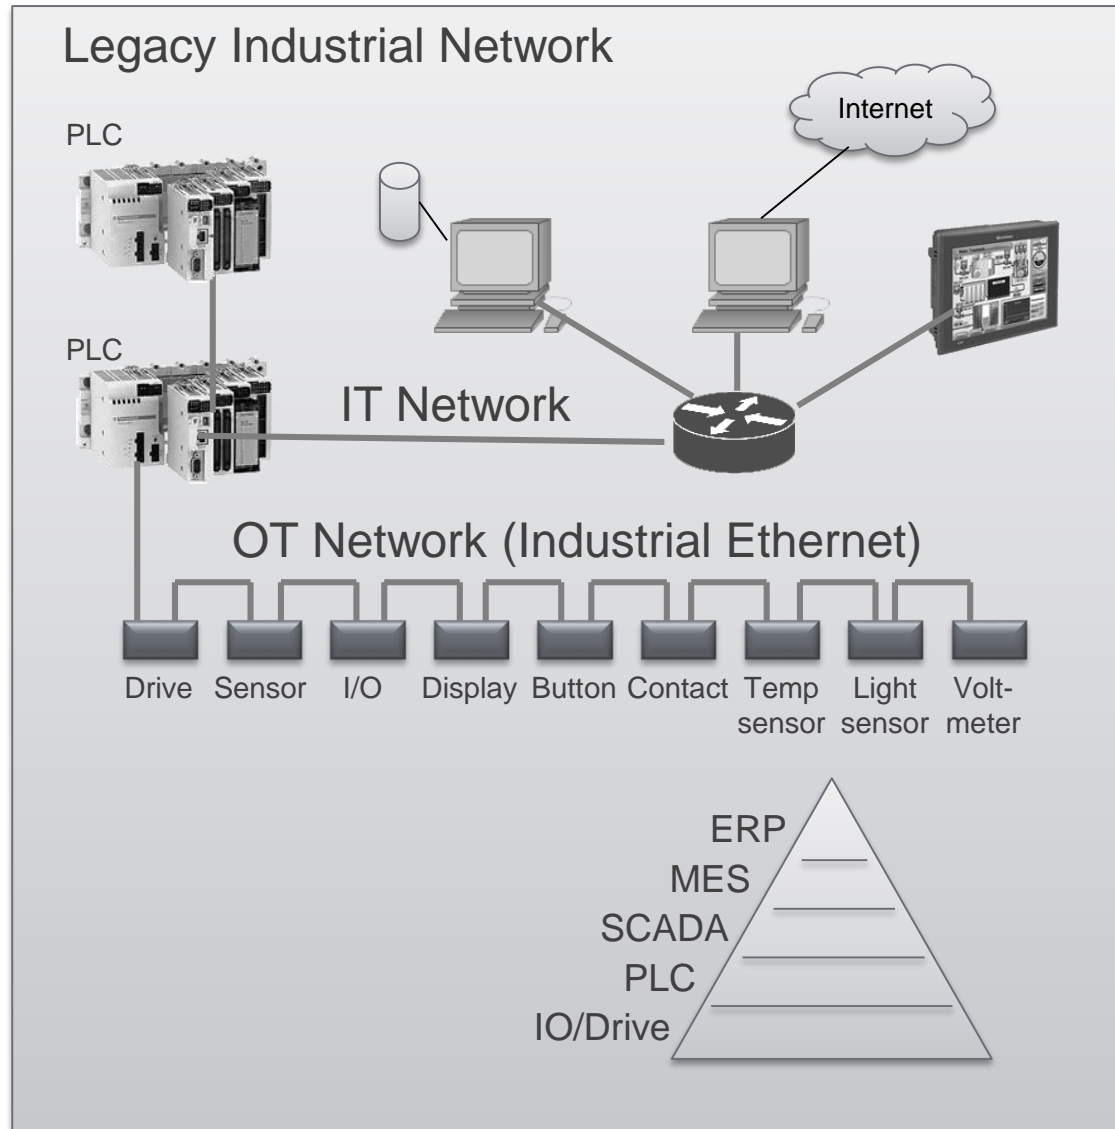 Legacy Industrial Network
Internet
PLC
PLC
IT Network
OT Network (Industrial Ethernet)
Drive Sensor I/O Display Button Contact Temp Light Volt-
sensor sensor meter
ERP
MES
SCADA
PLC
IO/Drive